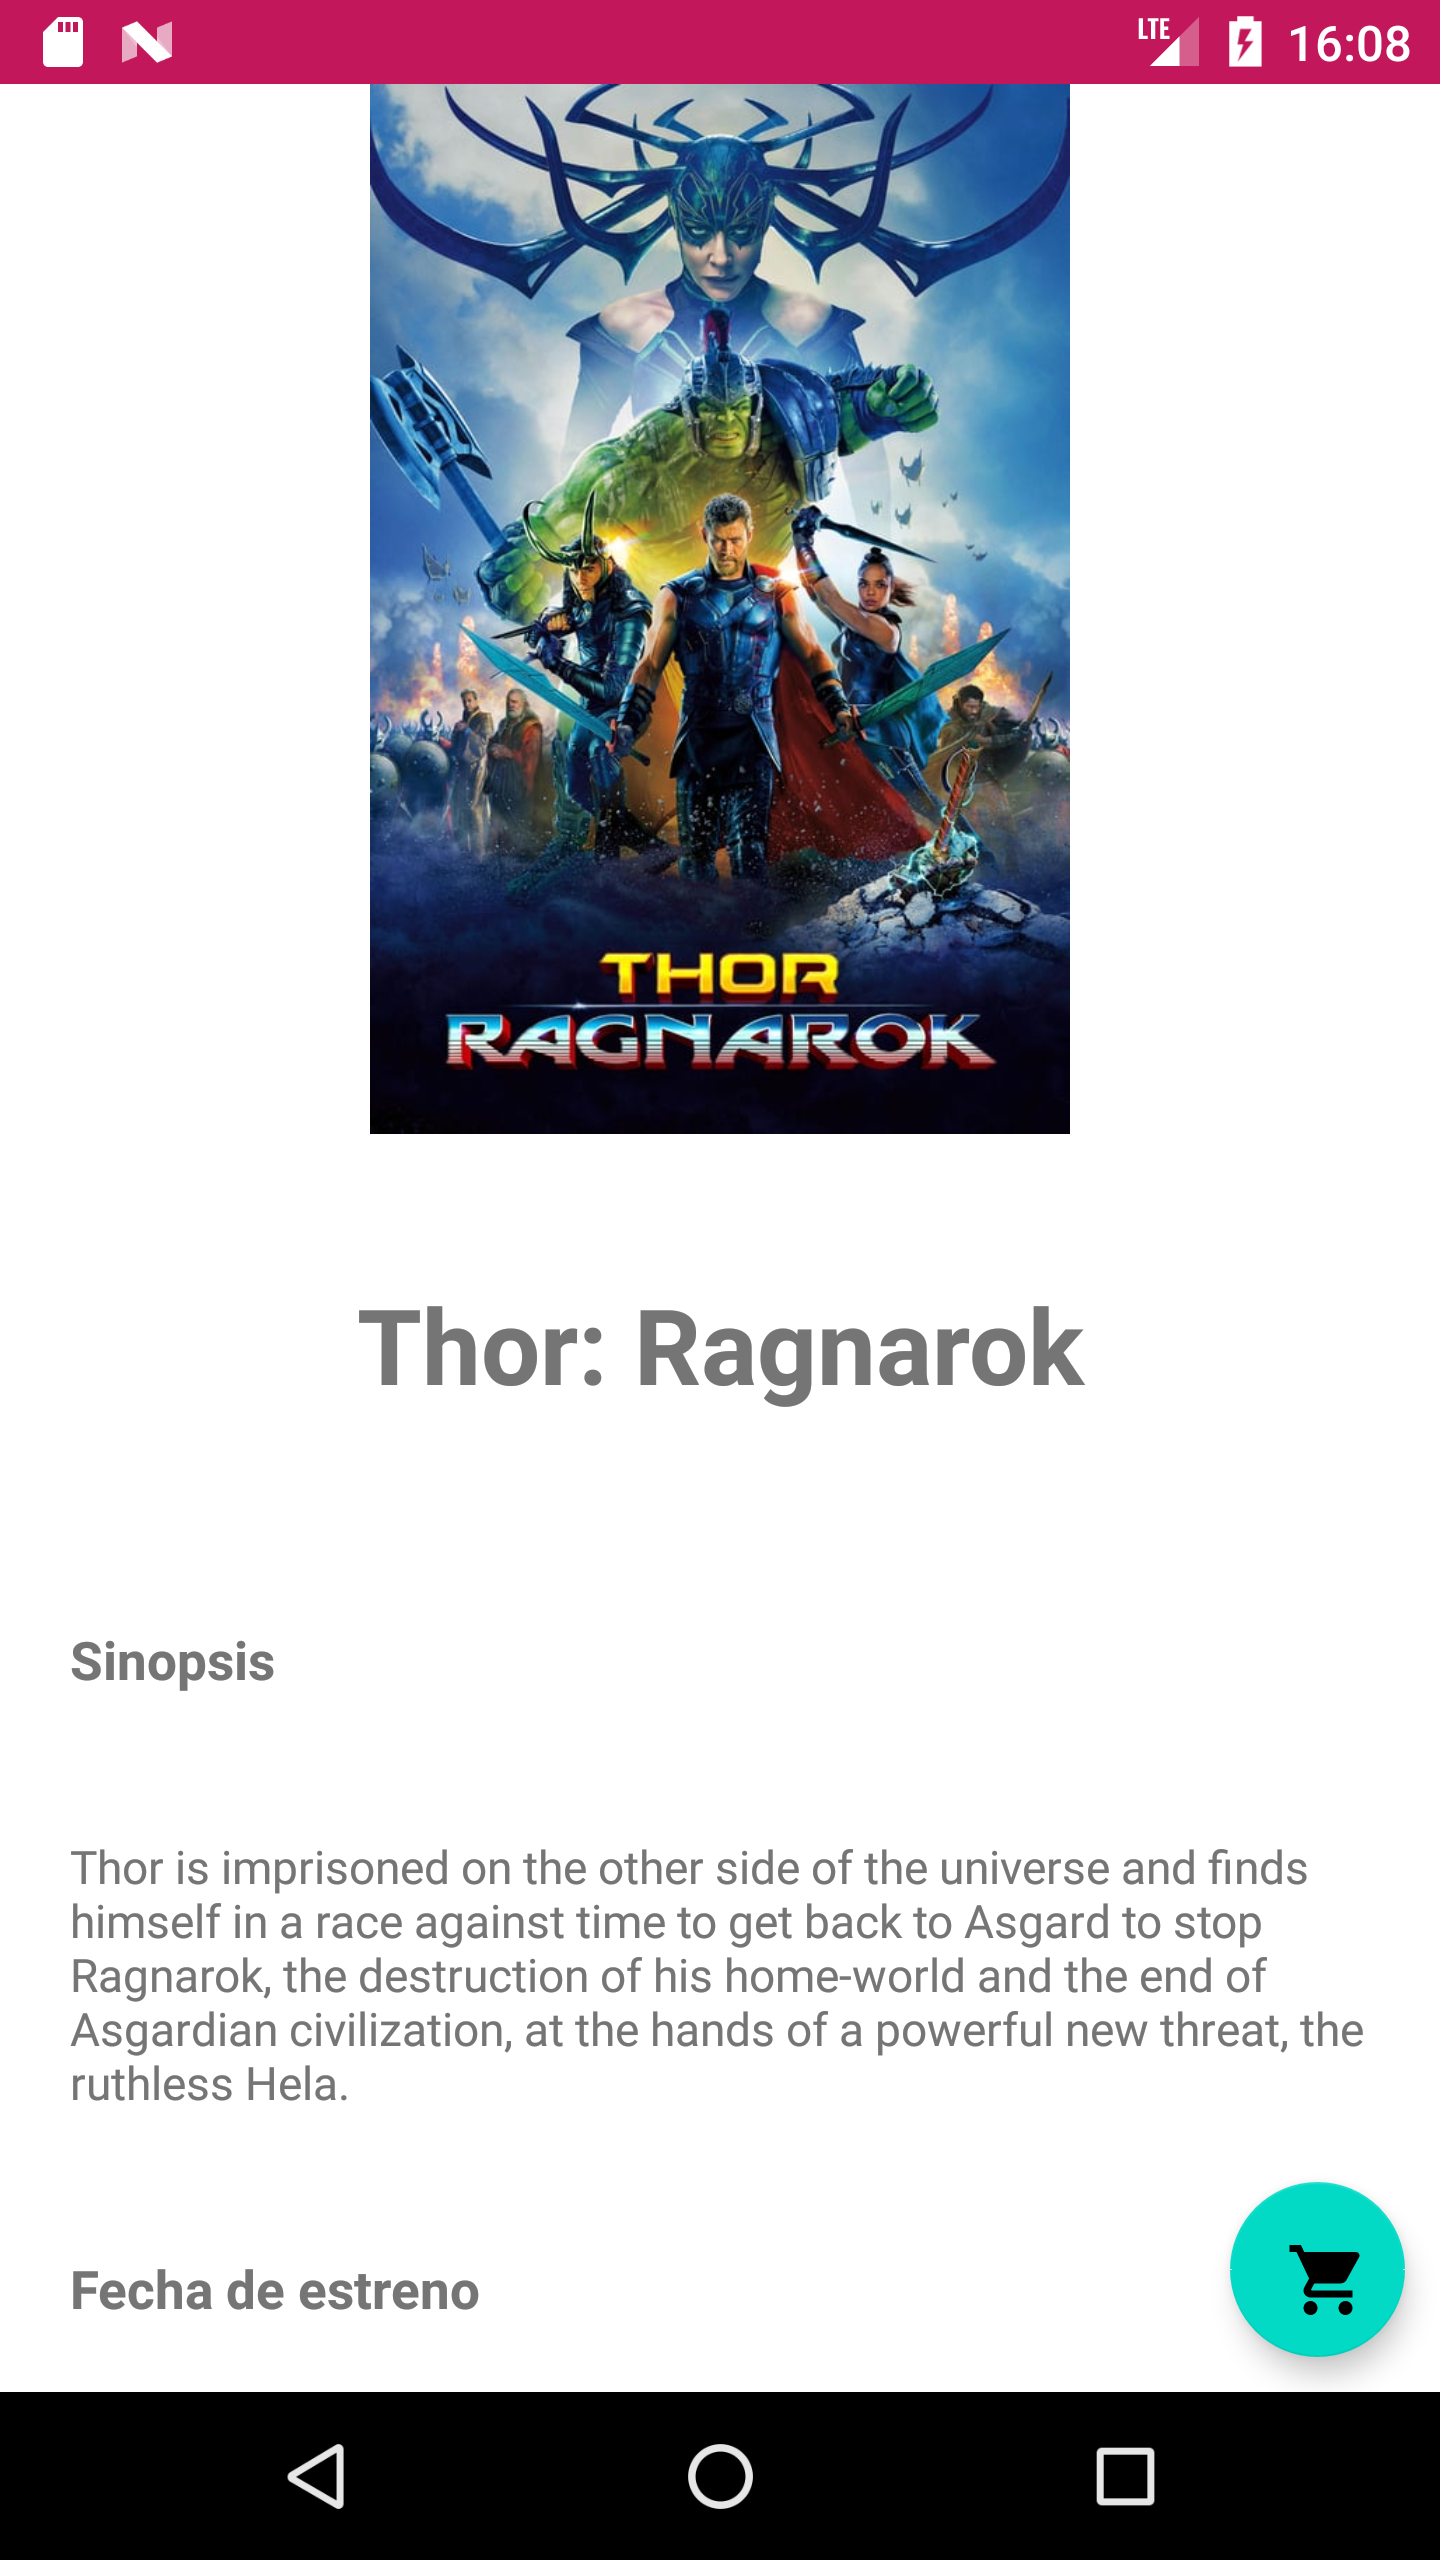 LTE 16:08
THOR
RAGNAROK
Thor: Ragnarok
Sinopsis
Thor is imprisoned on the other side of the universe and finds
himself in a race against time to get back to Asgard to stop
Ragnarok, the destruction of his home-world and the end of
Asgardian civilization, at the hands of a powerful new threat, the
ruthless Hela.
Fecha de estreno